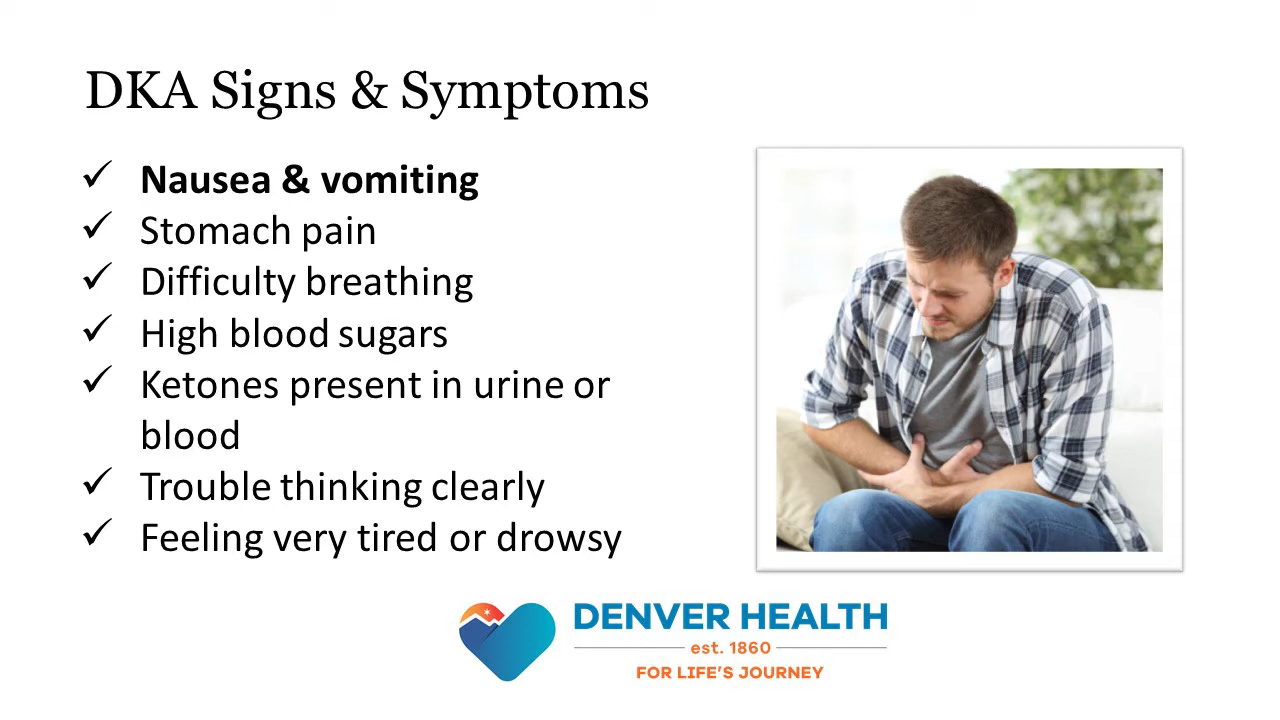 DKA Signs & Symptoms
✓ Nausea & vomiting
✓ Stomach pain
✓ Difficulty breathing
✓ High blood sugars
✓ Ketones present in urine or
blood
✓ Trouble thinking clearly
✓ Feeling very tired or drowsy
DENVER HEALTH
est. 1860
FOR LIFE'S JOURNEY